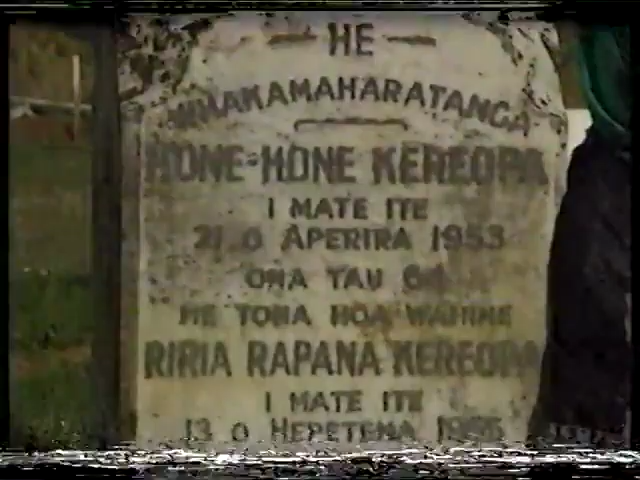 HE
WHAKAMAHARATANGA
HONE-HONE KEREOPA
I MATE ITE
21 O APERIRA 1953
ONA TAU
ME TONA HOA WAHINE
RIRIA RAPANA KEREOPA
I MATE ITE
13 O HEPETEMA